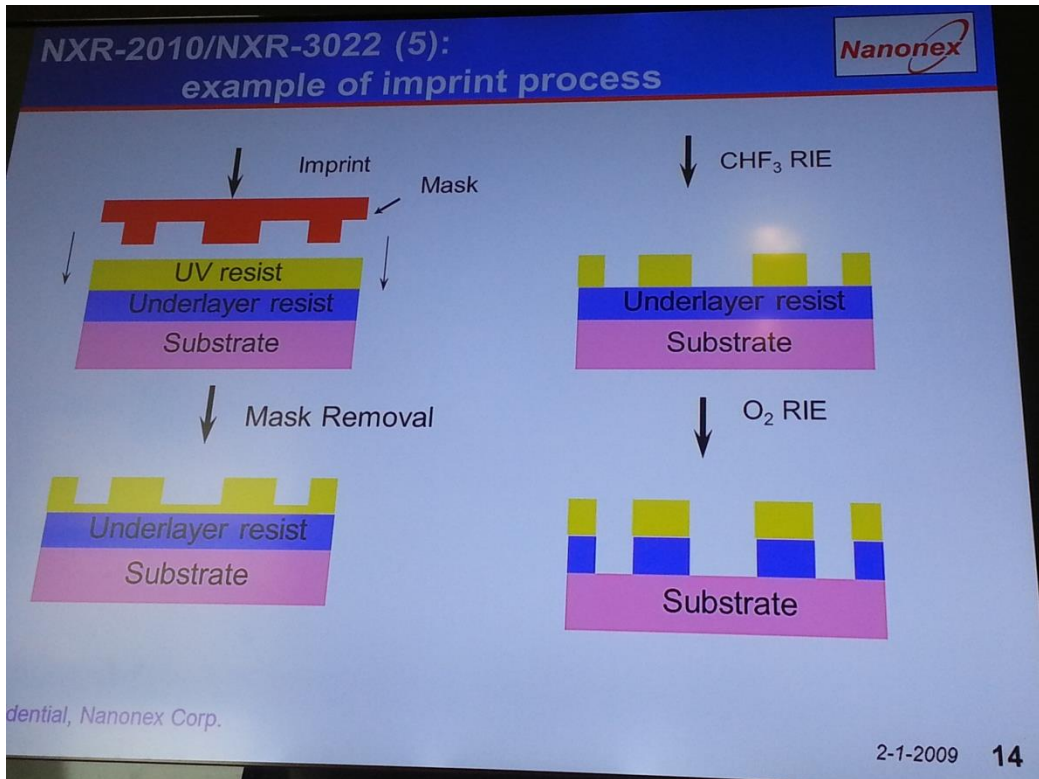 NXR-2010/NXR-3022 (5):
example of imprint process
Nanonex
Imprint
Mask
UV resist
Underlayer resist
Substrate
Mask Removal
Underlayer resist
Substrate
CHF₃ RIE
Underlayer resist
Substrate
O₂ RIE
Substrate
dential, Nanonex Corp.
2-1-2009 14